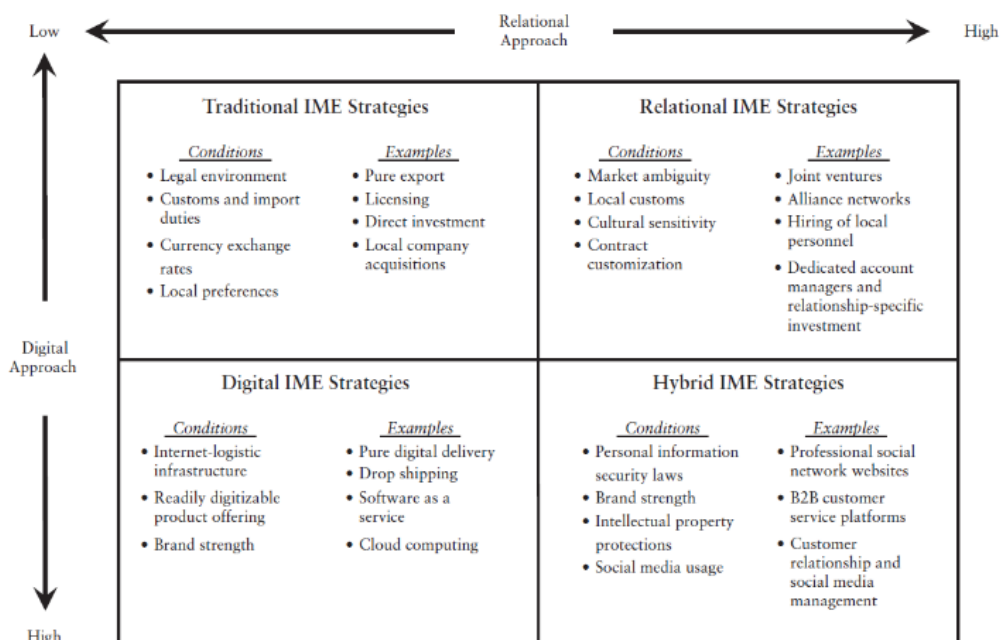 Low
Relational
Approach
High
Traditional IME Strategies
Conditions
• Legal environment
• Customs and import
duties
• Currency exchange
rates
• Local preferences
Examples
• Pure export
• Licensing
• Direct investment
• Local company
acquisitions
Relational IME Strategies
Conditions
• Market ambiguity
• Local customs
• Cultural sensitivity
• Contract
customization
Examples
• Joint ventures
• Alliance networks
• Hiring of local
personnel
• Dedicated account
managers and
relationship-specific
investment
Digital
Approach
Digital IME Strategies
Conditions
• Internet-logistic
infrastructure
• Readily digitizable
product offering
• Brand strength
Examples
• Pure digital delivery
• Drop shipping
• Software as a
service
• Cloud computing
Hybrid IME Strategies
Conditions
• Personal information
security laws
• Brand strength
• Intellectual property
protections
• Social media usage
Examples
• Professional social
network websites
• B2B customer
service platforms
• Customer
relationship and
social media
management
High